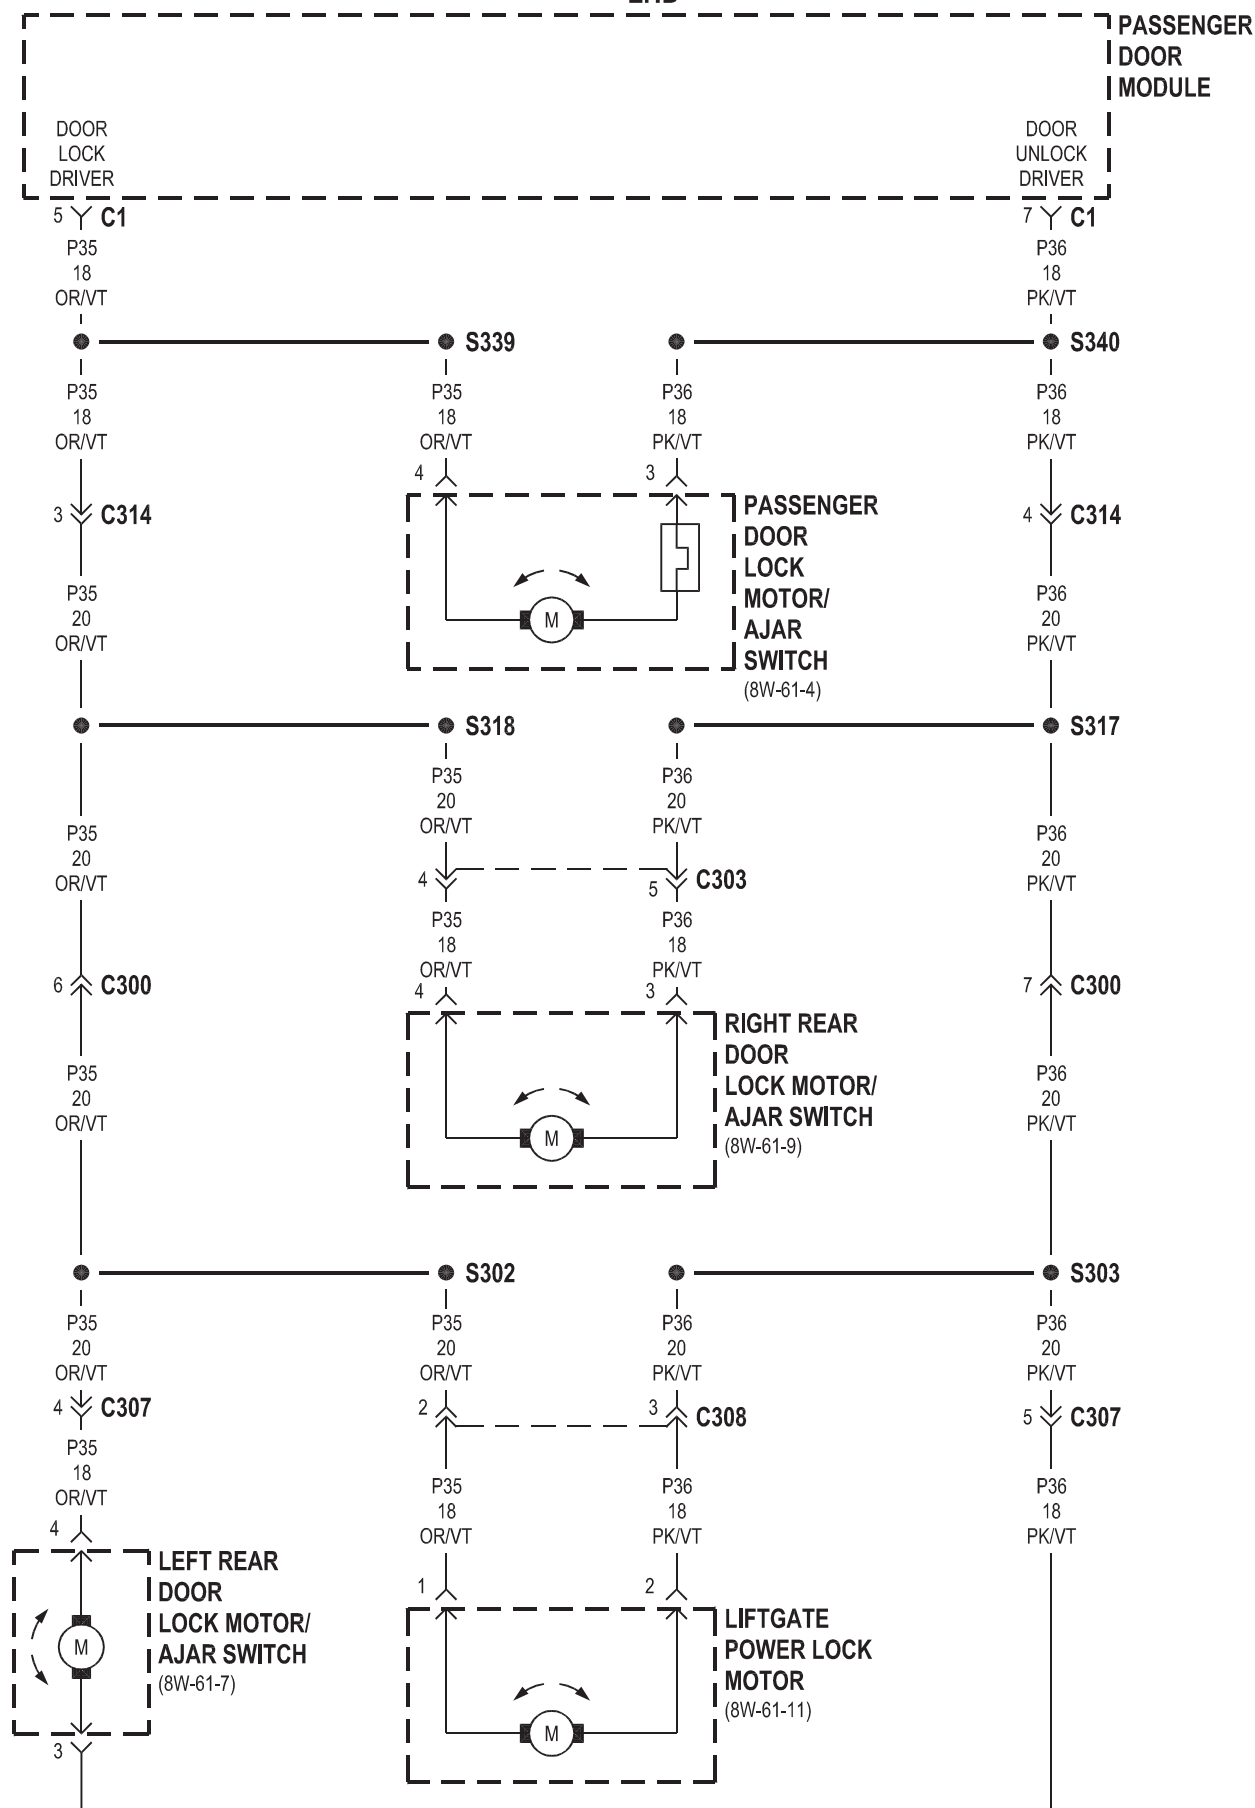 PASSENGER
DOOR
MODULE
DOOR
LOCK
DRIVER
DOOR
UNLOCK
DRIVER
5 C1
7 C1
P35
18
OR/VT
P36
18
PK/VT
S339
S340
P35
18
OR/VT
P35
18
OR/VT
P36
18
PK/VT
P36
18
PK/VT
4
3
3 C314
4 C314
PASSENGER
DOOR
LOCK
MOTOR/
AJAR
SWITCH
(8W-61-4)
M
P35
20
OR/VT
P36
20
PK/VT
S318
S317
P35
20
OR/VT
P36
20
PK/VT
P35
20
OR/VT
P36
20
PK/VT
4
5 C303
P35
18
OR/VT
P36
18
PK/VT
6 C300
7 C300
4
3
RIGHT REAR
DOOR
LOCK MOTOR/
AJAR SWITCH
(8W-61-9)
M
P35
20
OR/VT
P36
20
PK/VT
S302
S303
P35
20
OR/VT
P35
20
OR/VT
P36
20
PK/VT
P36
20
PK/VT
4 C307
2
3 C308
5 C307
P35
18
OR/VT
P35
18
OR/VT
P36
18
PK/VT
P36
18
PK/VT
4
LEFT REAR
DOOR
LOCK MOTOR/
AJAR SWITCH
(8W-61-7)
M
3
1
2
LIFTGATE
POWER LOCK
MOTOR
(8W-61-11)
M